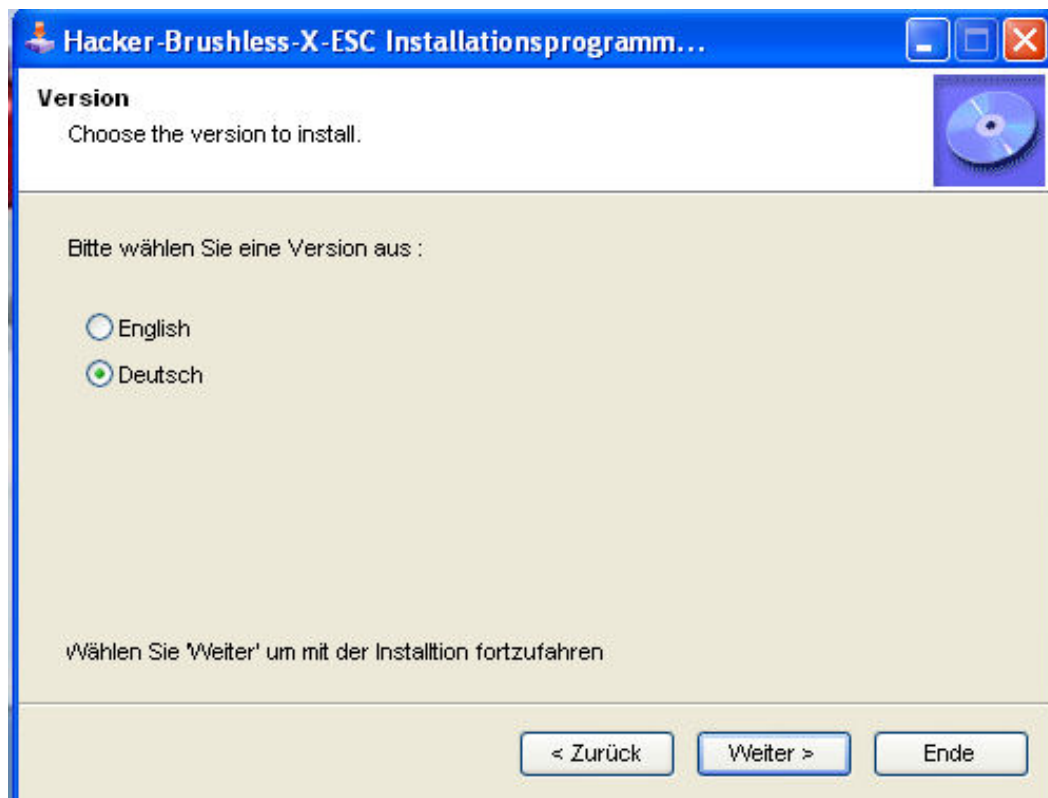 Hacker-Brushless-X-ESC Installationsprogramm...
Version
Choose the version to install.
Bitte wählen Sie eine Version aus :
English
Deutsch
Wählen Sie 'Weiter' um mit der Installtion fortzufahren
< Zurück
Weiter >
Ende